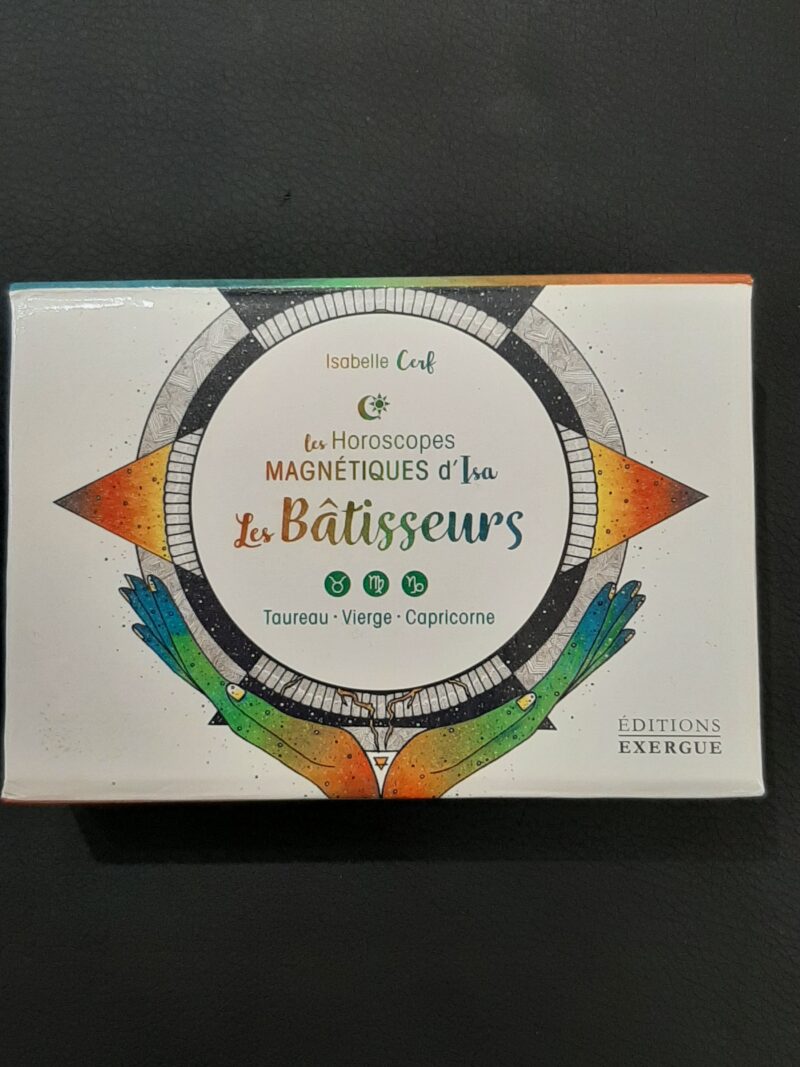 Isabelle Cerf
les Horoscopes
MAGNÉTIQUES d'Isa
Les Bâtisseurs
♉ ♍ ♑
Taureau · Vierge · Capricorne
ÉDITIONS
EXERGUE